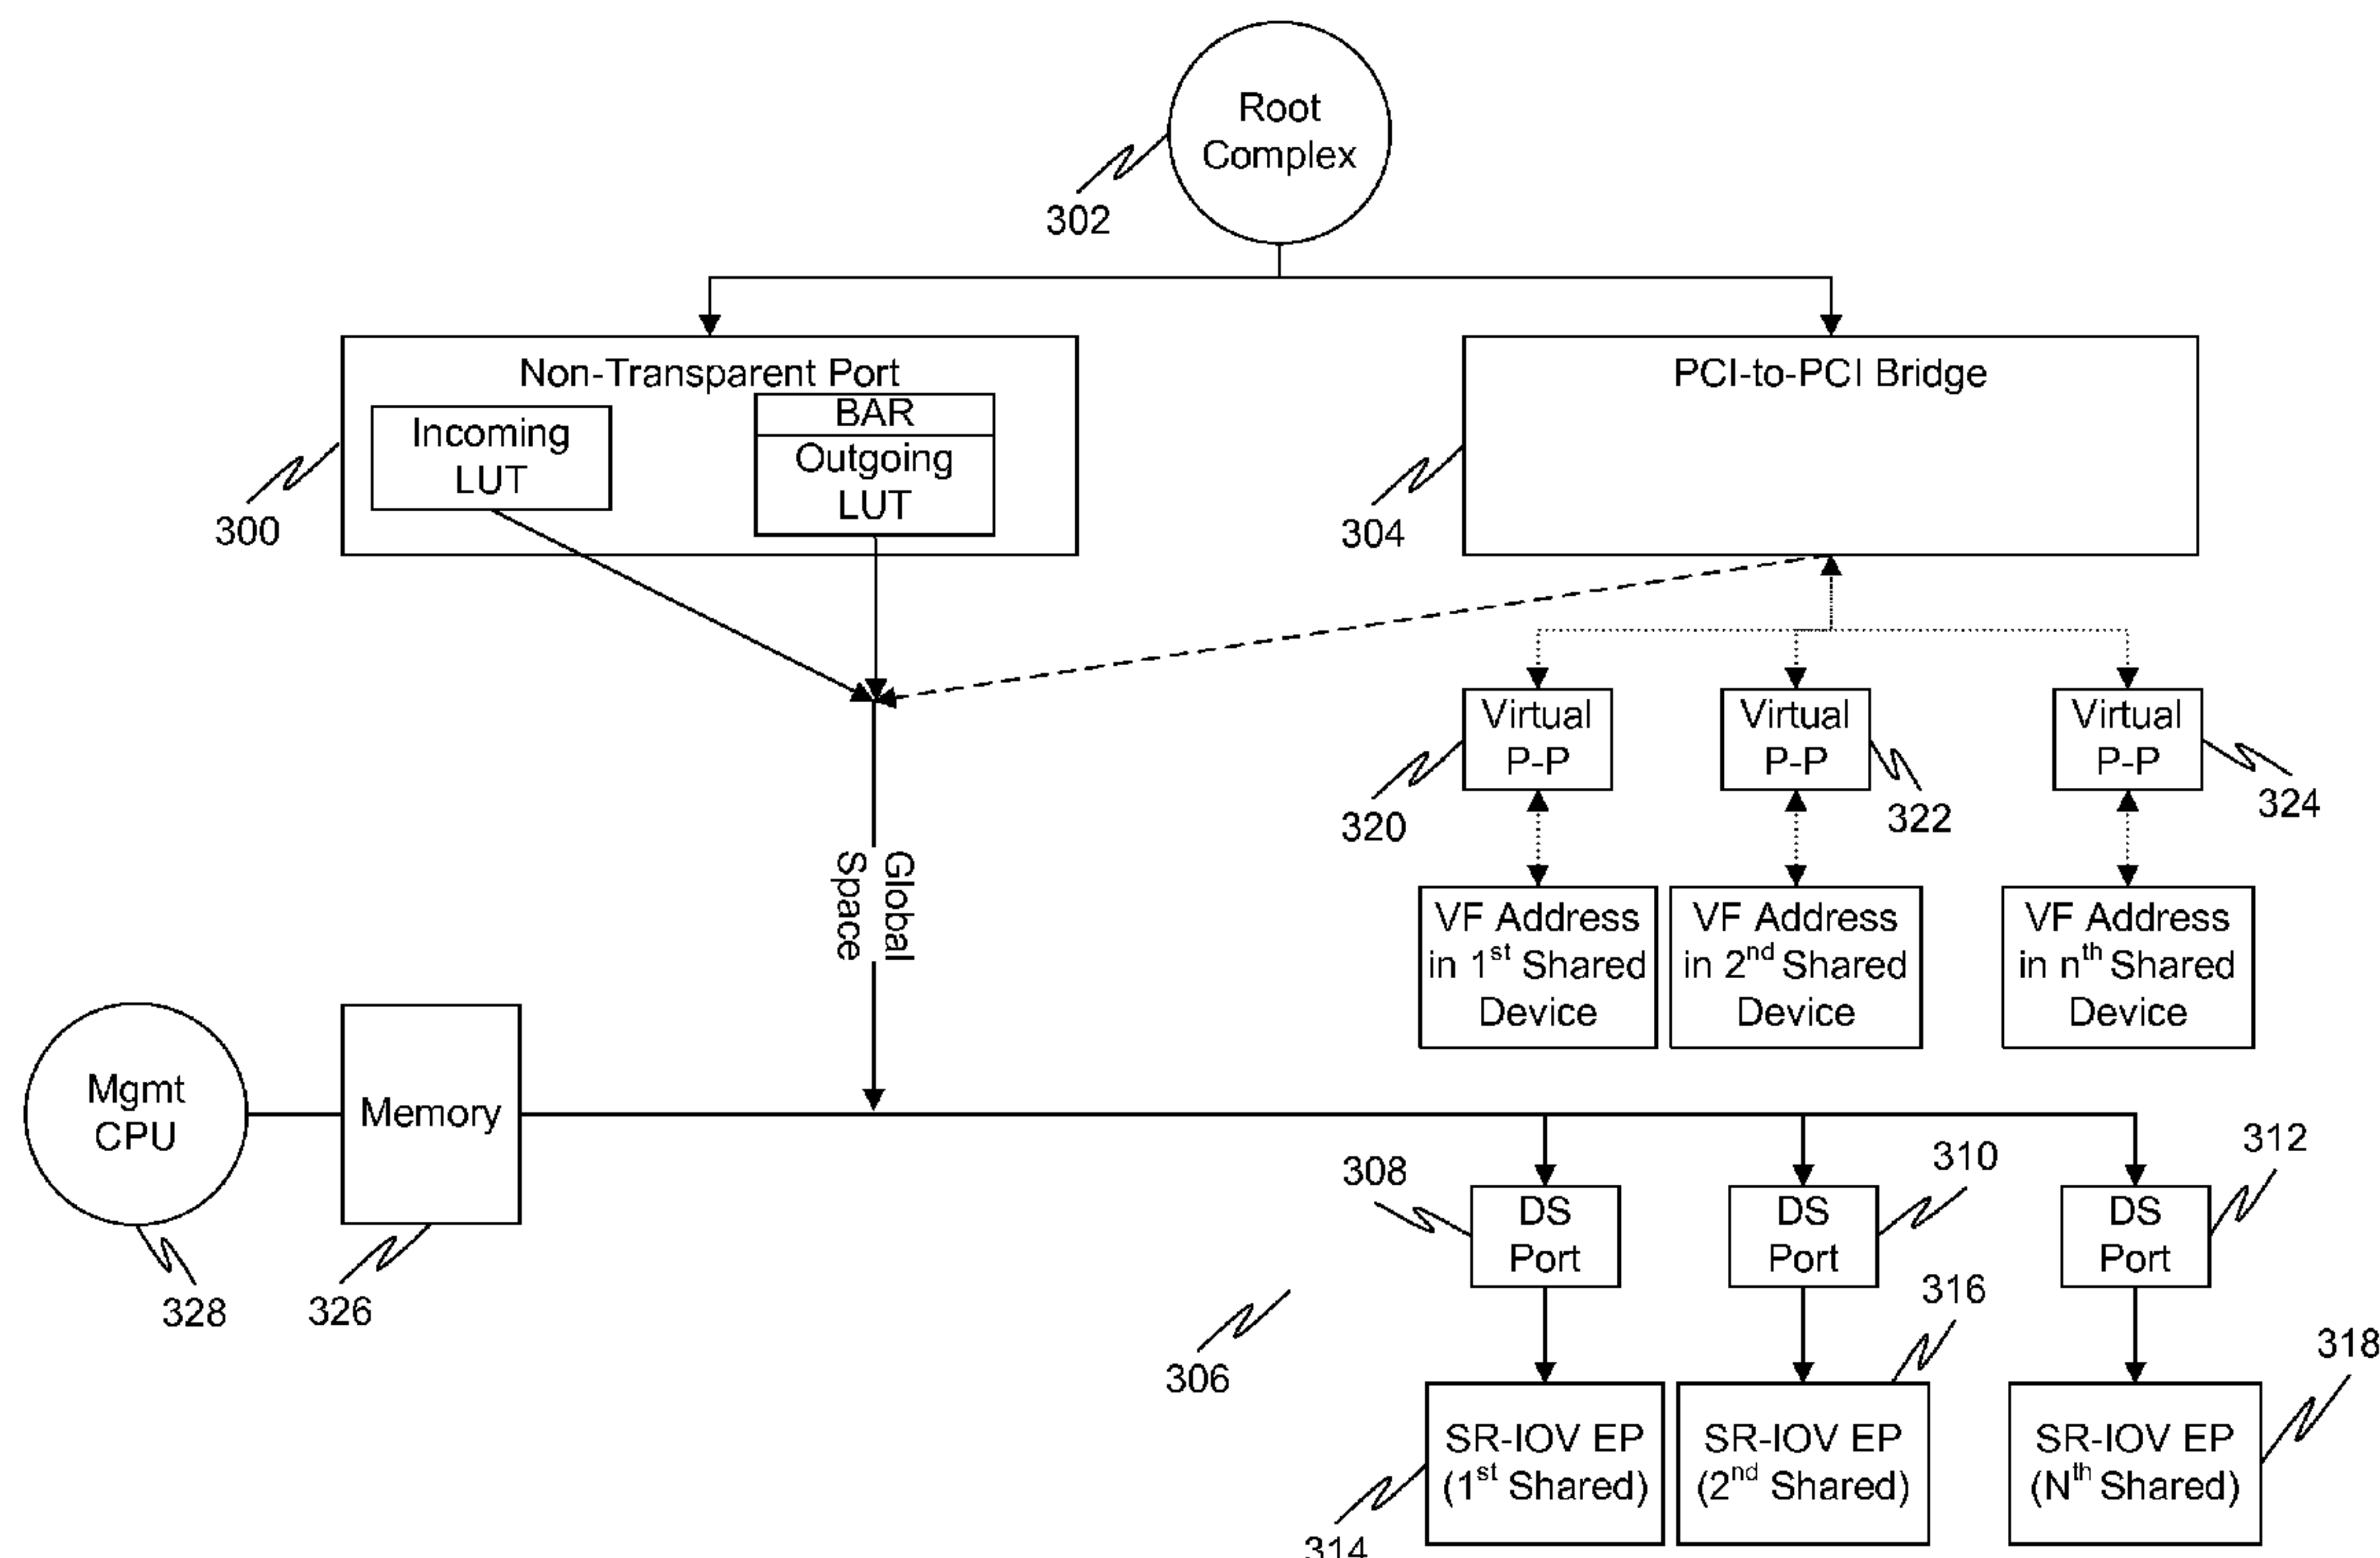 Root
Complex
302
Non-Transparent Port
Incoming
LUT
BAR
Outgoing
LUT
300
PCI-to-PCI Bridge
304
Virtual
P-P
320
Virtual
P-P
322
Virtual
P-P
324
VF Address
in 1st Shared
Device
VF Address
in 2nd Shared
Device
VF Address
in nth Shared
Device
Global
Space
Mgmt
CPU
328
Memory
326
306
308
DS
Port
310
DS
Port
312
DS
Port
314
SR-IOV EP
(1st Shared)
316
SR-IOV EP
(2nd Shared)
318
SR-IOV EP
(Nth Shared)